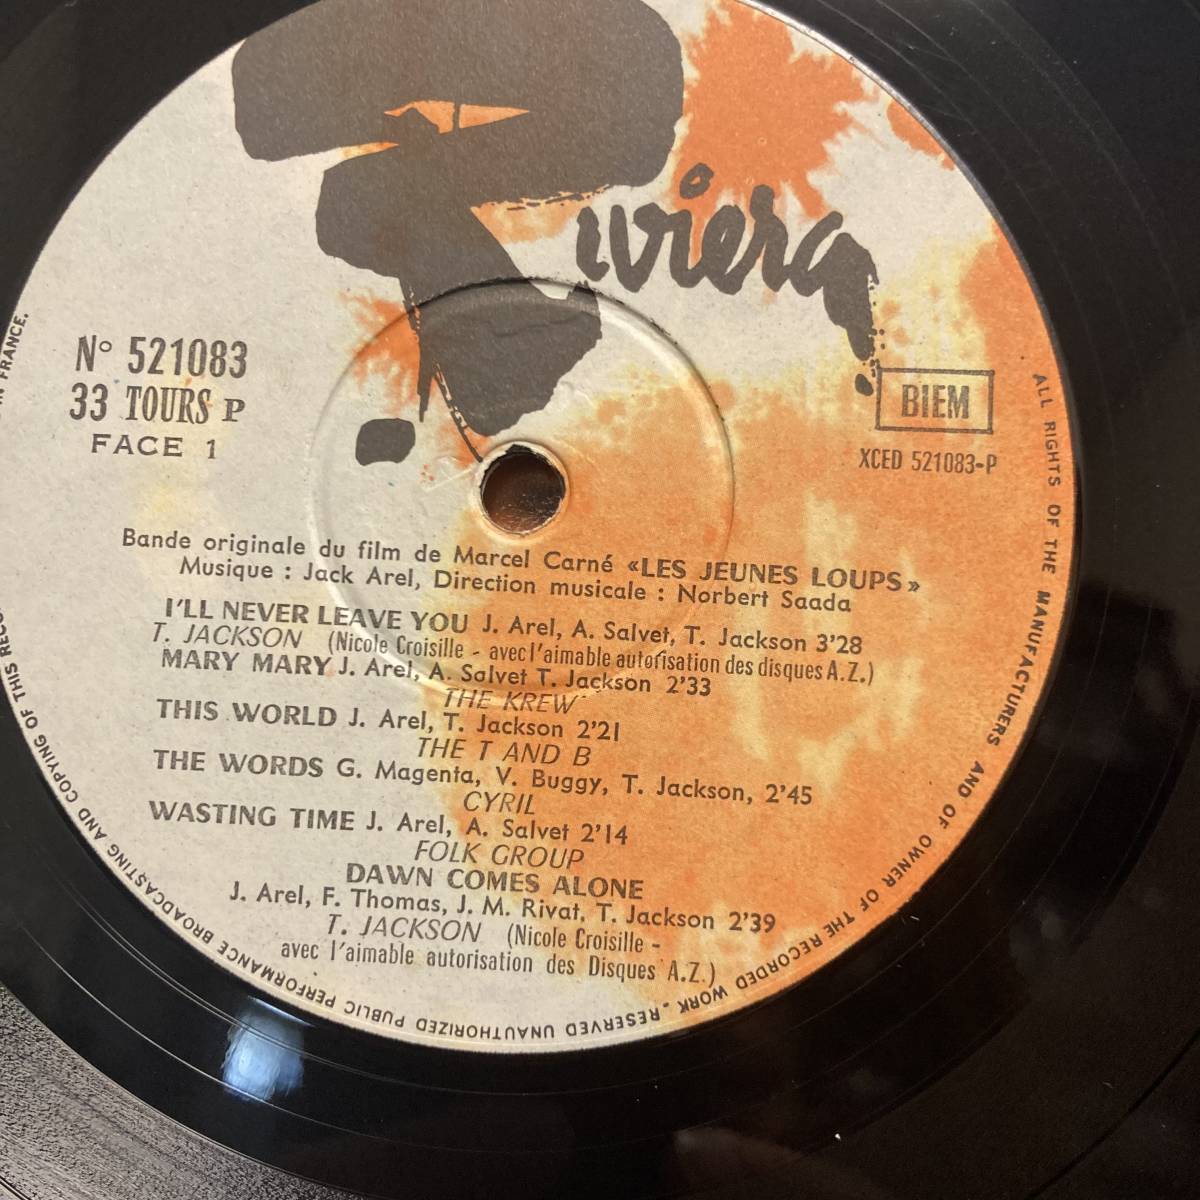 Riviera
N° 521083
33 TOURS P
FACE 1
BIEM
XCED 521083-P
Bande originale du film de Marcel Carné «LES JEUNES LOUPS»
Musique : Jack Arel, Direction musicale : Norbert Saada
I'LL NEVER LEAVE YOU J. Arel, A. Salvet, T. Jackson 3'28
T. JACKSON (Nicole Croisille - avec l'aimable autorisation des disques A.Z.)
MARY MARY J. Arel, A. Salvet T. Jackson 2'33
THE KREW
THIS WORLD J. Arel, T. Jackson 2'21
THE T AND B
THE WORDS G. Magenta, V. Buggy, T. Jackson, 2'45
CYRIL
WASTING TIME J. Arel, A. Salvet 2'14
FOLK GROUP
DAWN COMES ALONE
J. Arel, F. Thomas, J. M. Rivat, T. Jackson 2'39
T. JACKSON (Nicole Croisille -
avec l'aimable autorisation des Disques A.Z.)
ALL RIGHTS OF THE MANUFACTURERS AND OF OWNER OF THE RECORDED WORK. RESERVED UNAUTHORIZED PUBLIC PERFORMANCE BROADCASTING AND COPYING OF THIS
FRANCE.